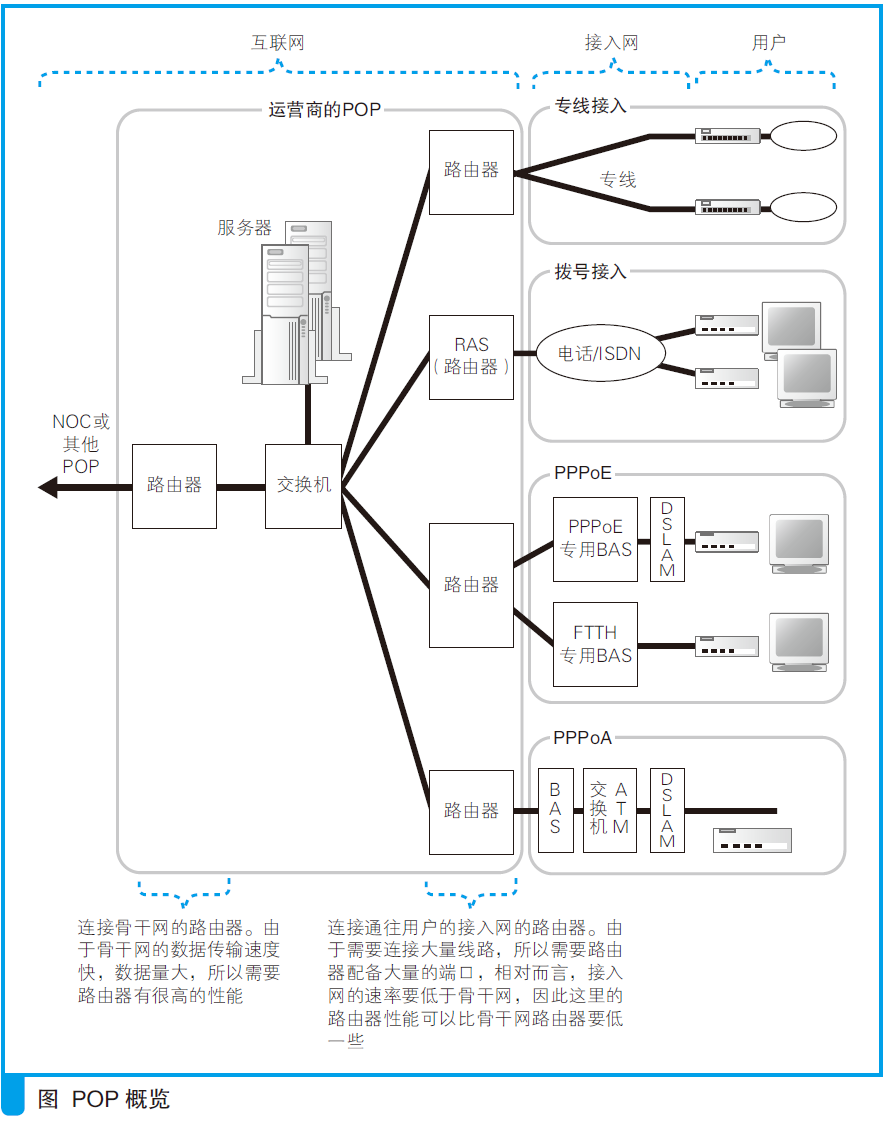 互联网
接入网
用户
运营商的POP
专线接入
路由器
专线
服务器
拨号接入
RAS
（路由器）
电话/ISDN
NOC或
其他
POP
路由器
交换机
PPPoE
PPPoE
专用BAS
DSLAM
路由器
FTTH
专用BAS
PPPoA
路由器
BAS
ATM
交换机
DSLAM
连接骨干网的路由器。由
于骨干网的数据传输速度
快，数据量大，所以需要
路由器有很高的性能
连接通往用户的接入网的路由器。由
于需要连接大量线路，所以需要路由
器配备大量的端口，相对而言，接入
网的速率要低于骨干网，因此这里的
路由器性能可以比骨干网路由器要低
一些
图 POP 概览